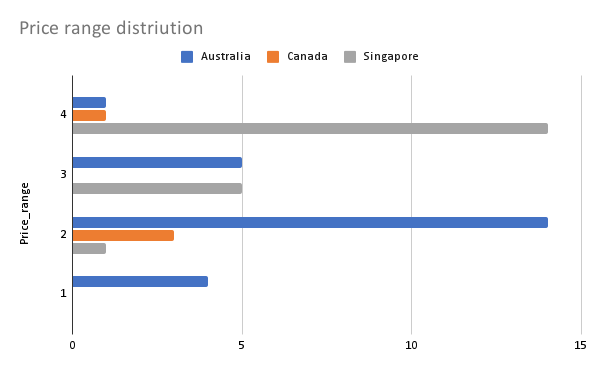 Price range distriution
Australia Canada Singapore
Price_range
4
3
2
1
0 5 10 15